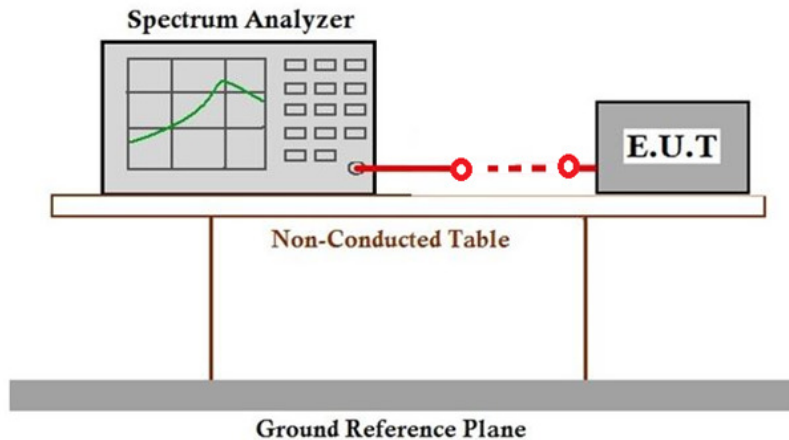 Spectrum Analyzer
E.U.T
Non-Conducted Table
Ground Reference Plane